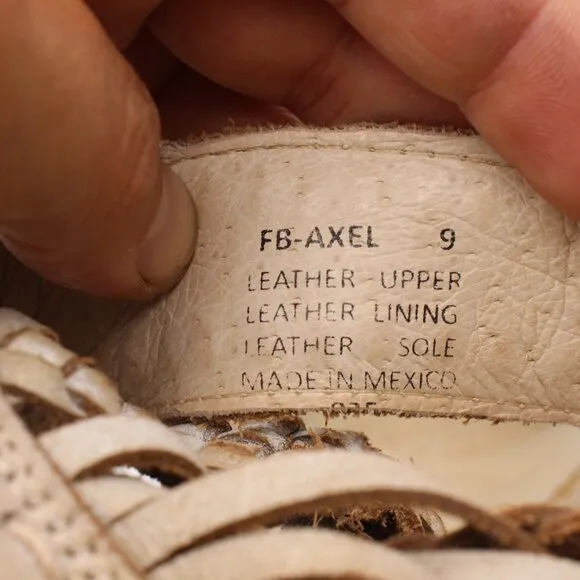 FB-AXEL 9
LEATHER UPPER
LEATHER LINING
LEATHER SOLE
MADE IN MEXICO